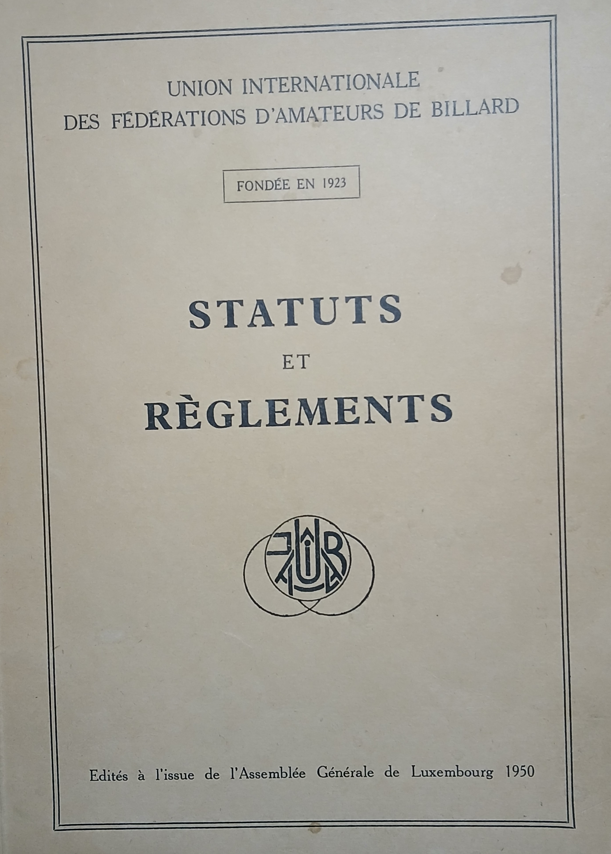 UNION INTERNATIONALE
DES FÉDÉRATIONS D'AMATEURS DE BILLARD
FONDÉE EN 1923
STATUTS
ET
RÈGLEMENTS
Edités à l'issue de l'Assemblée Générale de Luxembourg 1950